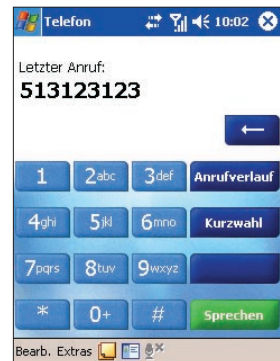 Telefon 10:02
Letzter Anruf:
513123123
1 2abc 3def Anrufverlauf
4ghi 5jkl 6mno Kurzwahl
7pqrs 8tuv 9wxyz
* 0+ # Sprechen
Bearb. Extras